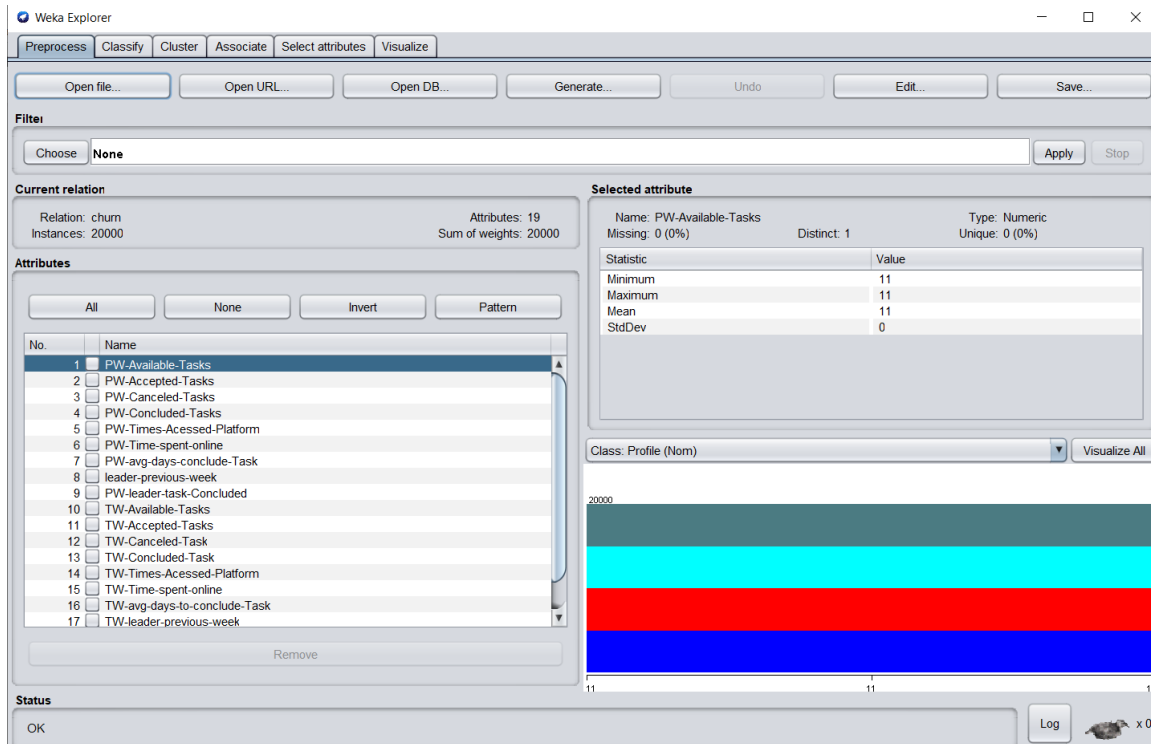 Weka Explorer
Preprocess Classify Cluster Associate Select attributes Visualize
Open file... Open URL... Open DB... Generate... Undo Edit... Save...
Filter
Choose None Apply Stop
Current relation
Relation: churn Attributes: 19
Instances: 20000 Sum of weights: 20000
Attributes
All None Invert Pattern
No. Name
1 PW-Available-Tasks
2 PW-Accepted-Tasks
3 PW-Canceled-Tasks
4 PW-Concluded-Tasks
5 PW-Times-Acessed-Platform
6 PW-Time-spent-online
7 PW-avg-days-conclude-Task
8 leader-previous-week
9 PW-leader-task-Concluded
10 TW-Available-Tasks
11 TW-Accepted-Tasks
12 TW-Canceled-Task
13 TW-Concluded-Task
14 TW-Times-Acessed-Platform
15 TW-Time-spent-online
16 TW-avg-days-to-conclude-Task
17 TW-leader-previous-week
Remove
Selected attribute
Name: PW-Available-Tasks Type: Numeric
Missing: 0 (0%) Distinct: 1 Unique: 0 (0%)
Statistic Value
Minimum 11
Maximum 11
Mean 11
StdDev 0
Class: Profile (Nom) Visualize All
20000
11 11 1
Status
OK Log x 0